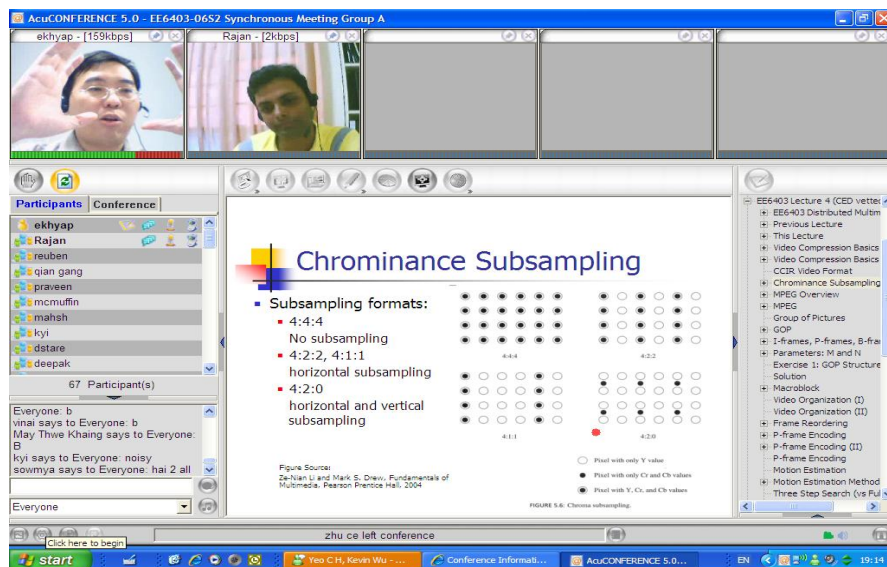 AcuCONFERENCE 5.0 - EE6403-06S2 Synchronous Meeting Group A
ekhyap - [159kbps]
Rajan - [2kbps]
Participants
Conference
ekhyap
Rajan
reuben
qian gang
praveen
mcmuffin
mahsh
kyi
dstare
deepak
67 Participant(s)
Everyone: b
vinai says to Everyone: b
May Thwe Khaing says to Everyone:
B
kyi says to Everyone: noisy
sowmya says to Everyone: hai 2 all
Everyone
Click here to begin
Chrominance Subsampling
Subsampling formats:
4:4:4
No subsampling
4:2:2, 4:1:1
horizontal subsampling
4:2:0
horizontal and vertical
subsampling
Figure Source:
Ze-Nian Li and Mark S. Drew, Fundamentals of
Multimedia, Pearson Prentice Hall, 2004
4:4:4
4:2:2
4:1:1
4:2:0
Pixel with only Y value
Pixel with only Cr and Cb values
Pixel with Y, Cr, and Cb values
FIGURE 5.6: Chroma subsampling.
EE6403 Lecture 4 (CED vetted
EE6403 Distributed Multim
Previous Lecture
This Lecture
Video Compression Basics
Video Compression Basics
CCIR Video Format
Chrominance Subsampling
MPEG Overview
MPEG
Group of Pictures
GOP
I-frames, P-frames, B-fra
Parameters: M and N
Exercise 1: GOP Structure
Solution
Macroblock
Video Organization (I)
Video Organization (II)
Frame Reordering
P-frame Encoding
P-frame Encoding (II)
P-frame Encoding
Motion Estimation
Motion Estimation Method
Three Step Search (vs Ful
zhu ce left conference
start
Yeo C H, Kevin Wu - ...
Conference Informati...
AcuCONFERENCE 5.0...
EN
19:14